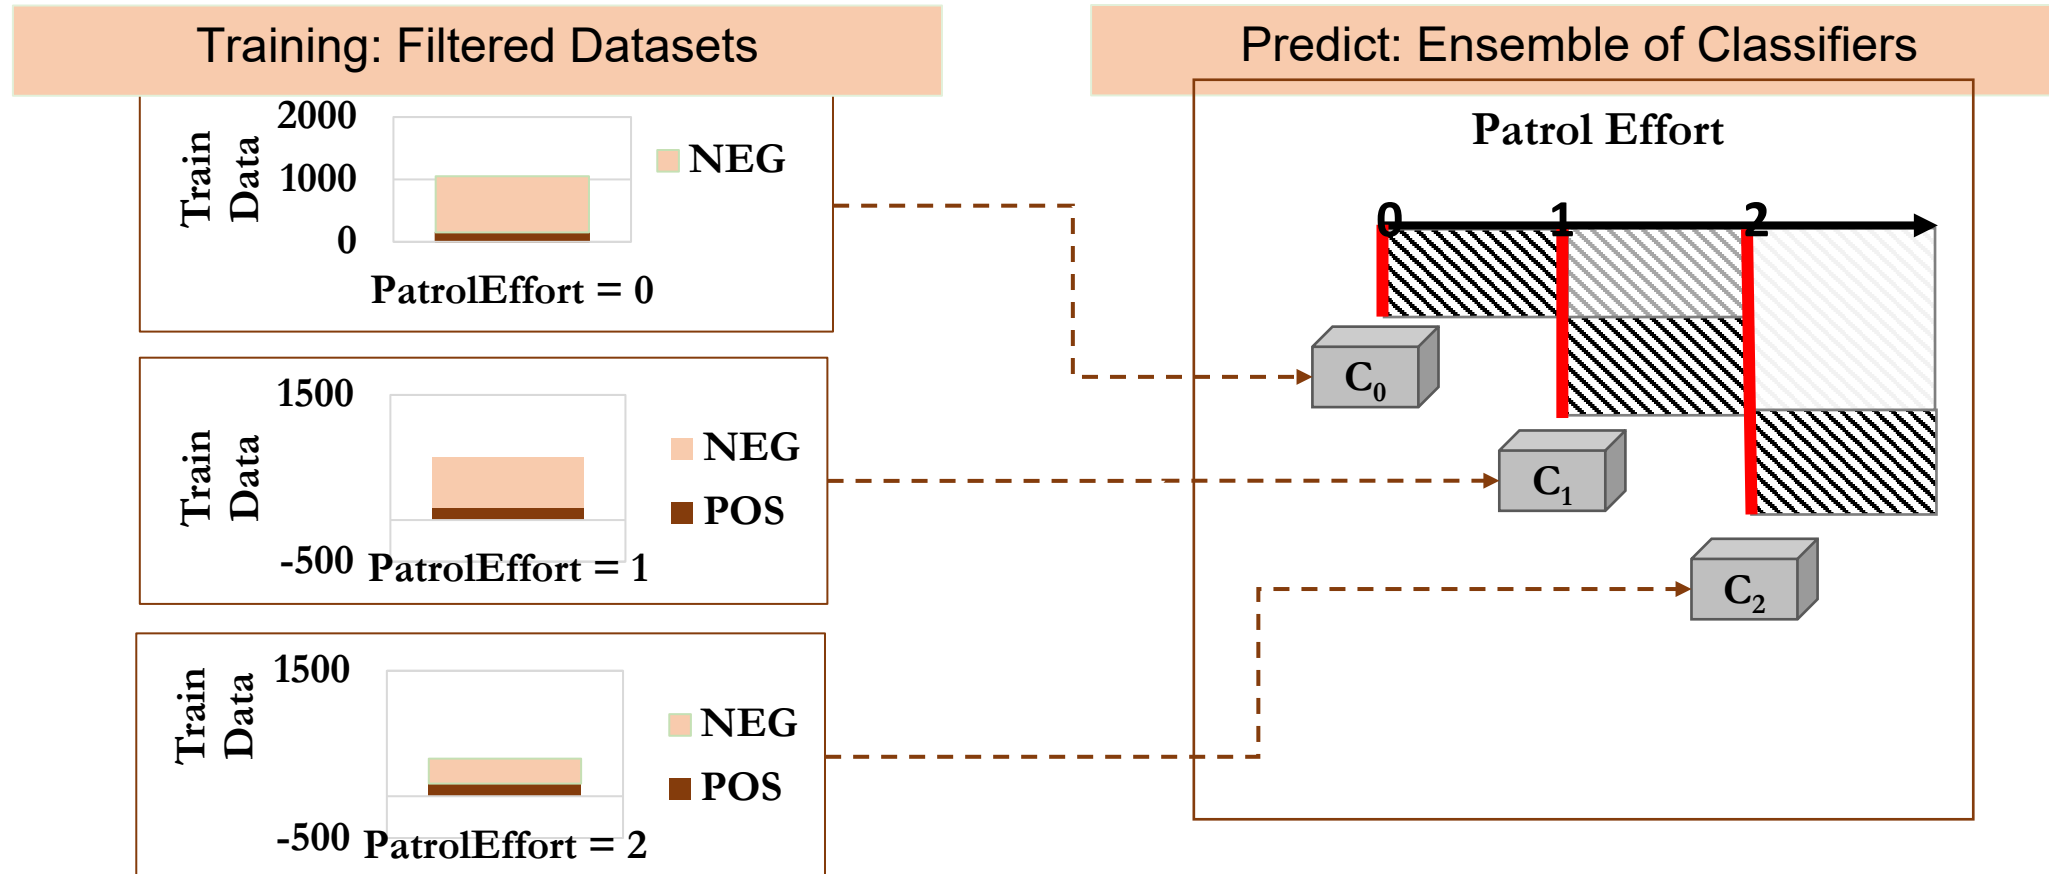 Training: Filtered Datasets
Predict: Ensemble of Classifiers
Train
Data
2000
1000
0
NEG
PatrolEffort = 0
Train
Data
1500
-500
NEG
POS
PatrolEffort = 1
Train
Data
1500
-500
NEG
POS
PatrolEffort = 2
Patrol Effort
0 1 2
C₀
C₁
C₂